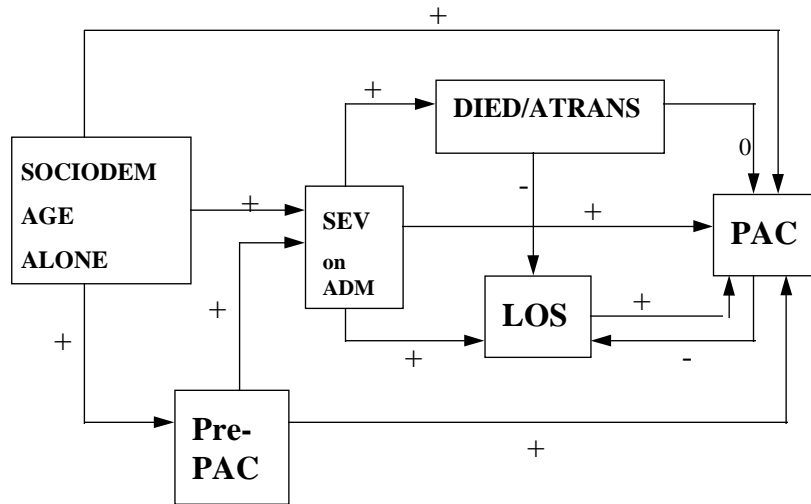 +
+
DIED/ATRANS
0
SOCIODEM
AGE
ALONE
+
-
SEV
on
ADM
+
PAC
LOS
+
+
+
+
-
Pre-
PAC
+